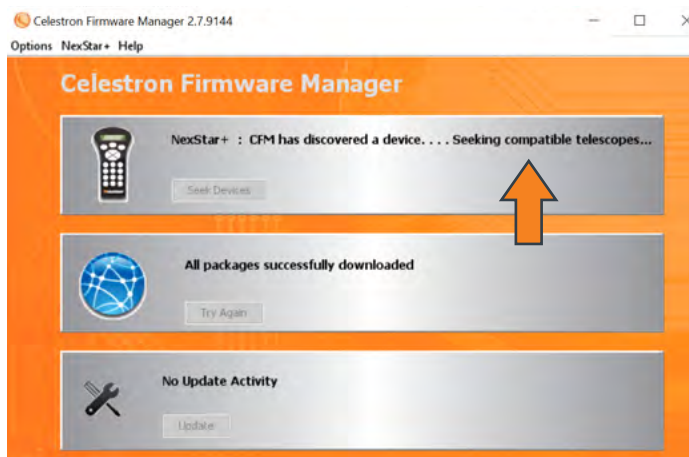 Celestron Firmware Manager 2.7.9144
Options NexStar+ Help
Celestron Firmware Manager
NexStar+ : CFM has discovered a device. . . . Seeking compatible telescopes...
Seek Devices
All packages successfully downloaded
Try Again
No Update Activity
Update